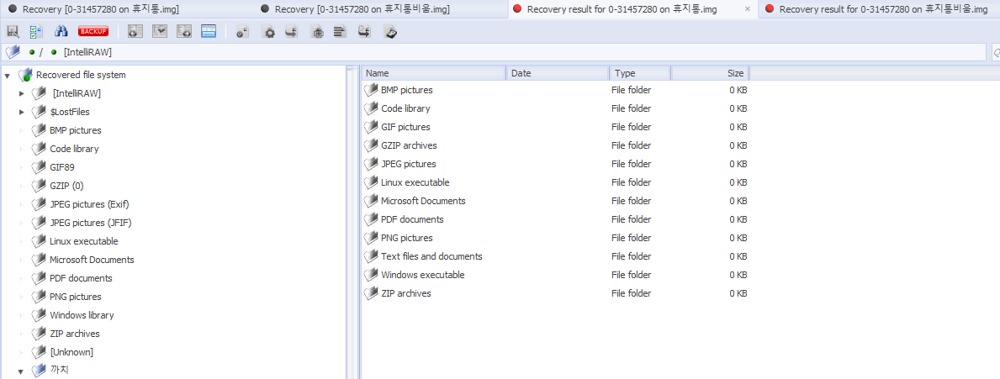 Recovery [0-31457280 on 휴지통.img]
Recovery [0-31457280 on 휴지통비움.img]
Recovery result for 0-31457280 on 휴지통.img ×
Recovery result for 0-31457280 on 휴지통비움.img
BACKUP
/ [IntelliRAW]
Recovered file system
[IntelliRAW]
$LostFiles
BMP pictures
Code library
GIF89
GZIP (0)
JPEG pictures (Exif)
JPEG pictures (JFIF)
Linux executable
Microsoft Documents
PDF documents
PNG pictures
Windows library
ZIP archives
[Unknown]
까치
Name Date Type Size
BMP pictures File folder 0 KB
Code library File folder 0 KB
GIF pictures File folder 0 KB
GZIP archives File folder 0 KB
JPEG pictures File folder 0 KB
Linux executable File folder 0 KB
Microsoft Documents File folder 0 KB
PDF documents File folder 0 KB
PNG pictures File folder 0 KB
Text files and documents File folder 0 KB
Windows executable File folder 0 KB
ZIP archives File folder 0 KB